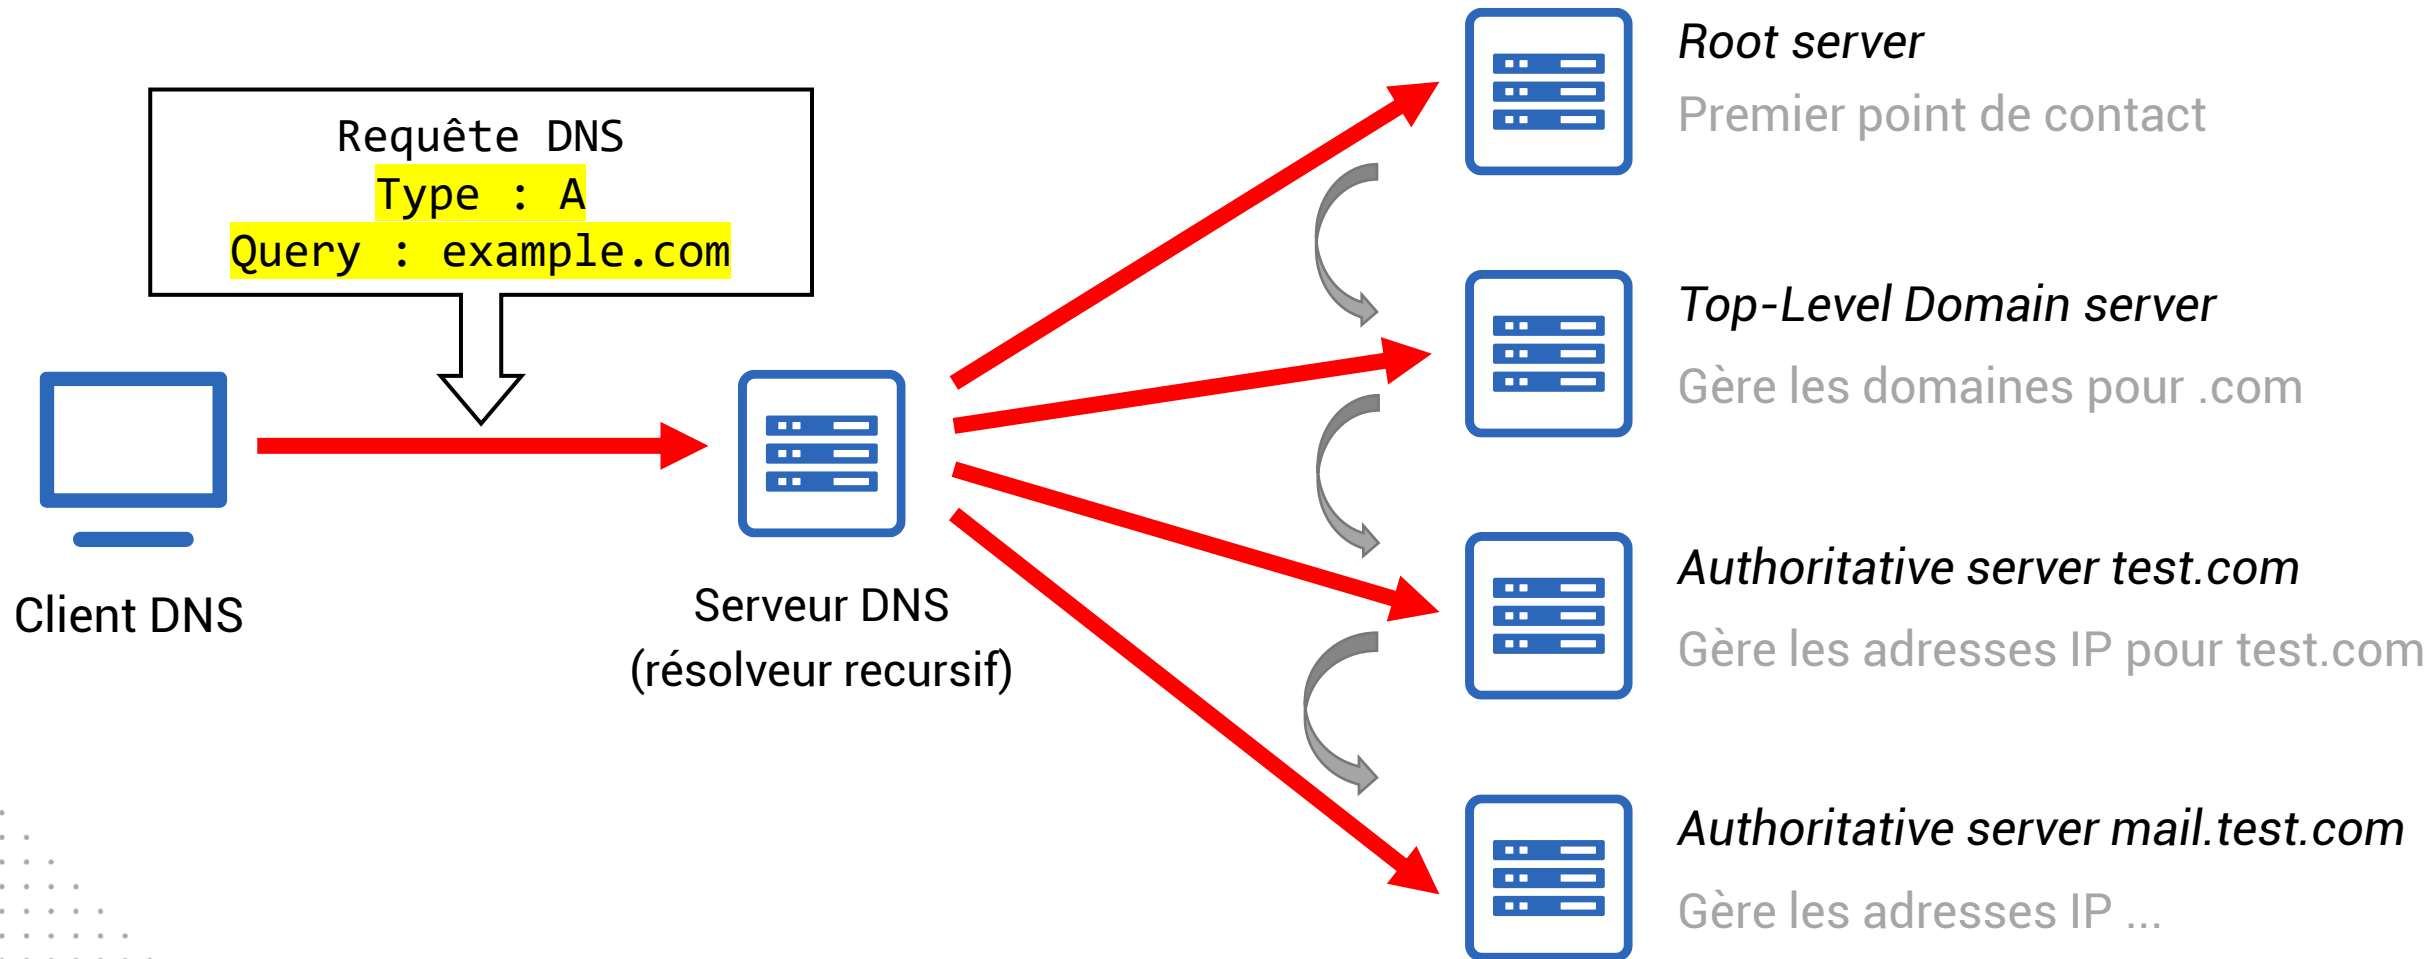 Requête DNS
Type : A
Query : example.com
Client DNS
Serveur DNS
(résolveur recursif)
Root server
Premier point de contact
Top-Level Domain server
Gère les domaines pour .com
Authoritative server test.com
Gère les adresses IP pour test.com
Authoritative server mail.test.com
Gère les adresses IP ...